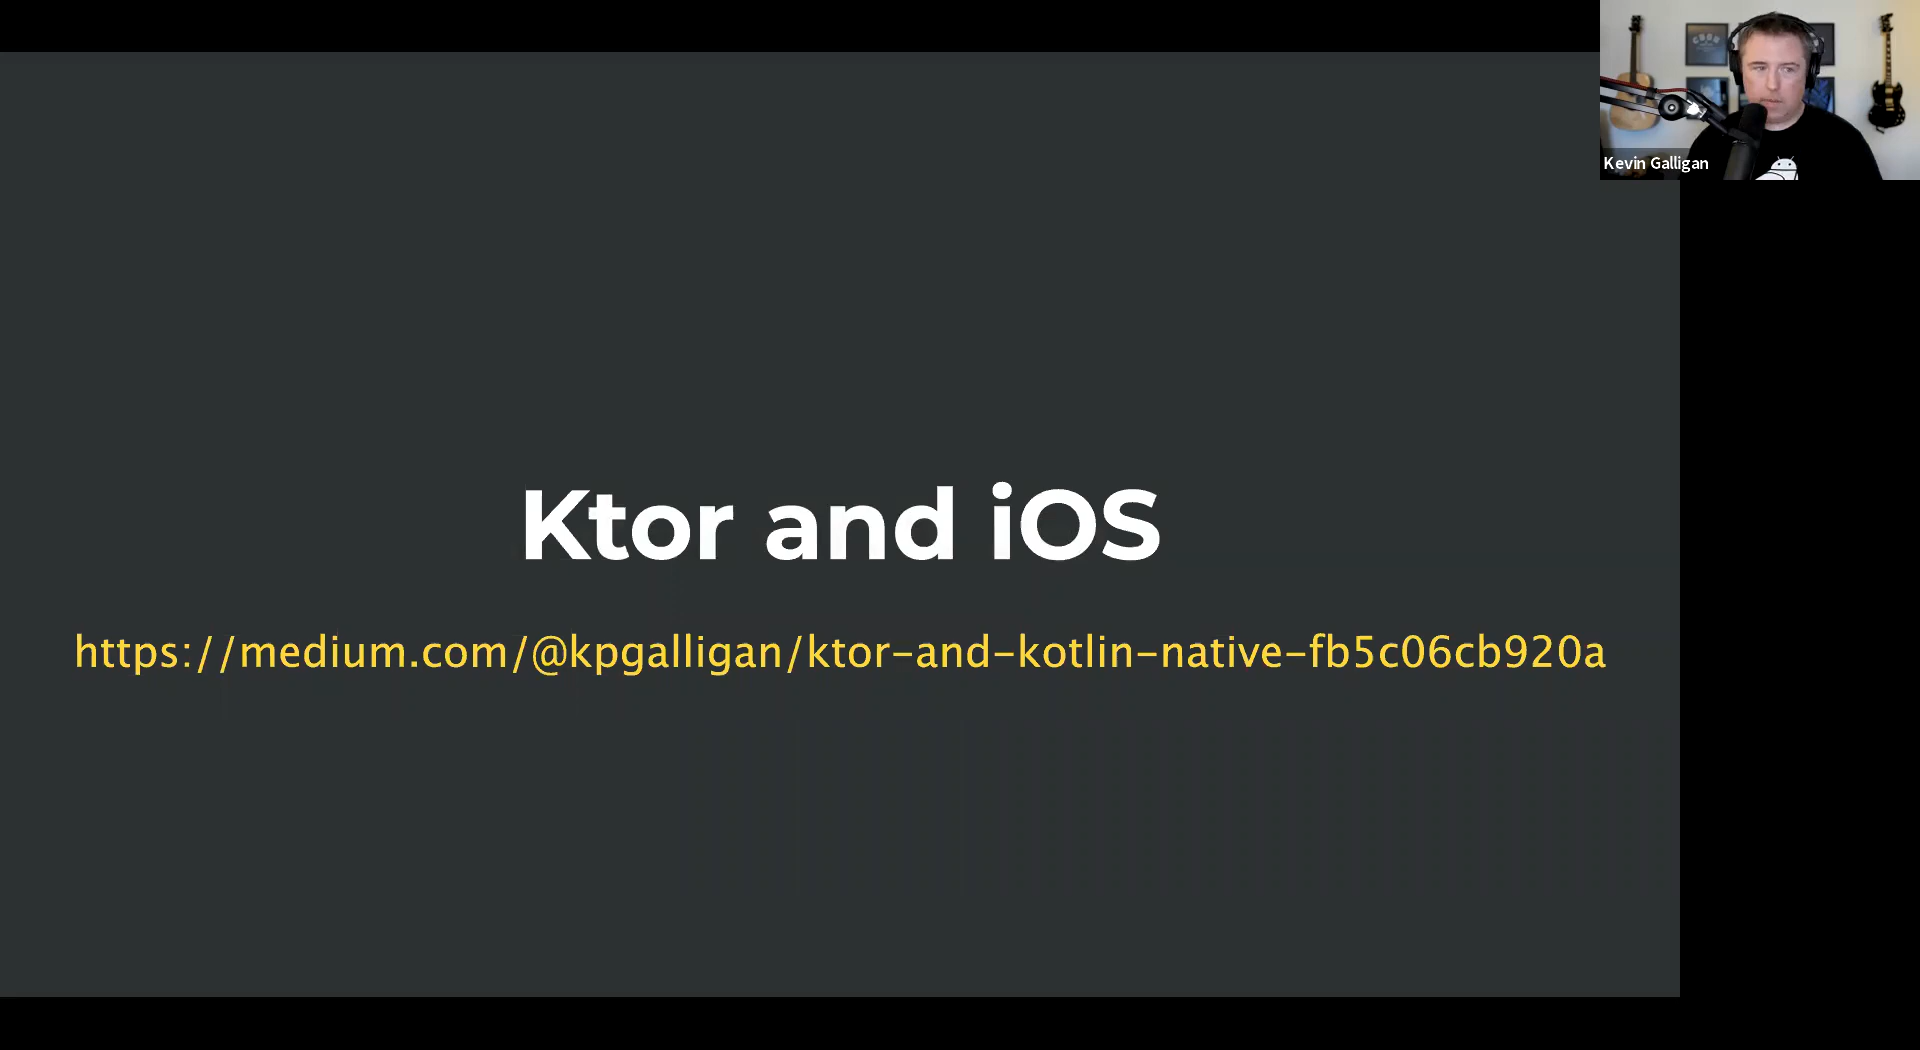 Kevin Galligan
Ktor and iOS
https://medium.com/@kpgalligan/ktor-and-kotlin-native-fb5c06cb920a